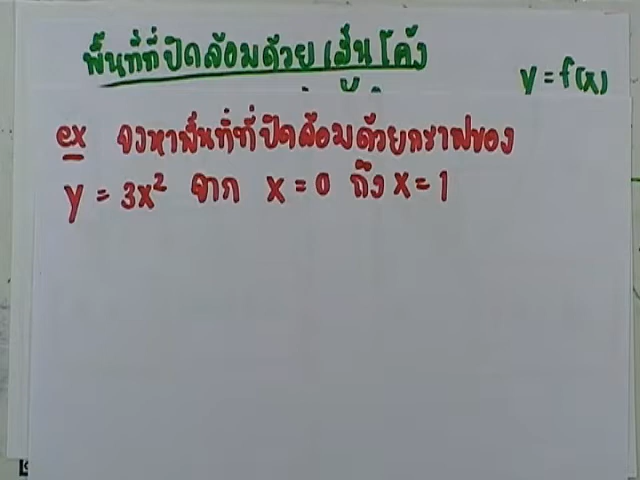 พื้นที่ที่ปิดล้อมด้วยเส้นโค้ง
y = f(x)
ex จงหาพื้นที่ที่ปิดล้อมด้วยกราฟของ
y = 3x² จาก x = 0 ถึง x = 1